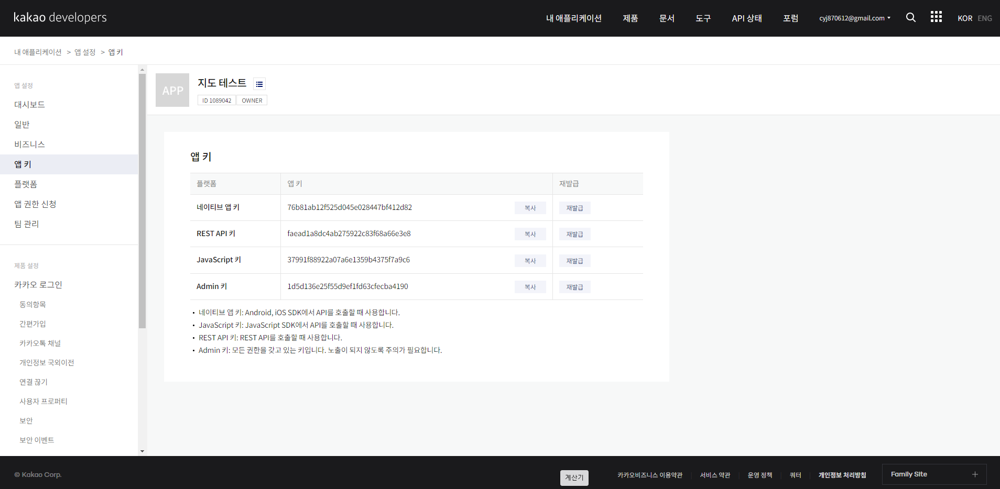 kakao developers
내 애플리케이션 제품 문서 도구 API 상태 포럼 cyj870612@gmail.com KOR ENG
내 애플리케이션 > 앱 설정 > 앱 키
앱 설정
대시보드
일반
비즈니스
앱 키
플랫폼
앱 권한 신청
팀 관리
제품 설정
카카오 로그인
동의항목
간편가입
카카오톡 채널
개인정보 국외이전
연결 끊기
사용자 프로퍼티
보안
보안 이벤트
APP
지도 테스트
ID 1089042 OWNER
앱 키
플랫폼 앱 키 재발급
네이티브 앱 키 76b81ab12f525d045e028447bf412d82 복사 재발급
REST API 키 faead1a8dc4ab275922c83f68a66e3e8 복사 재발급
JavaScript 키 37991f88922a07a6e1359b4375f7a9c6 복사 재발급
Admin 키 1d5d136e25f55d9ef1fd63cfecba4190 복사 재발급
• 네이티브 앱 키: Android, iOS SDK에서 API를 호출할 때 사용합니다.
• JavaScript 키: JavaScript SDK에서 API를 호출할 때 사용합니다.
• REST API 키: REST API를 호출할 때 사용합니다.
• Admin 키: 모든 권한을 갖고 있는 키입니다. 노출이 되지 않도록 주의가 필요합니다.
© Kakao Corp.
계산기
카카오비즈니스 이용약관 서비스 약관 운영 정책 쿼터 개인정보 처리방침 Family Site